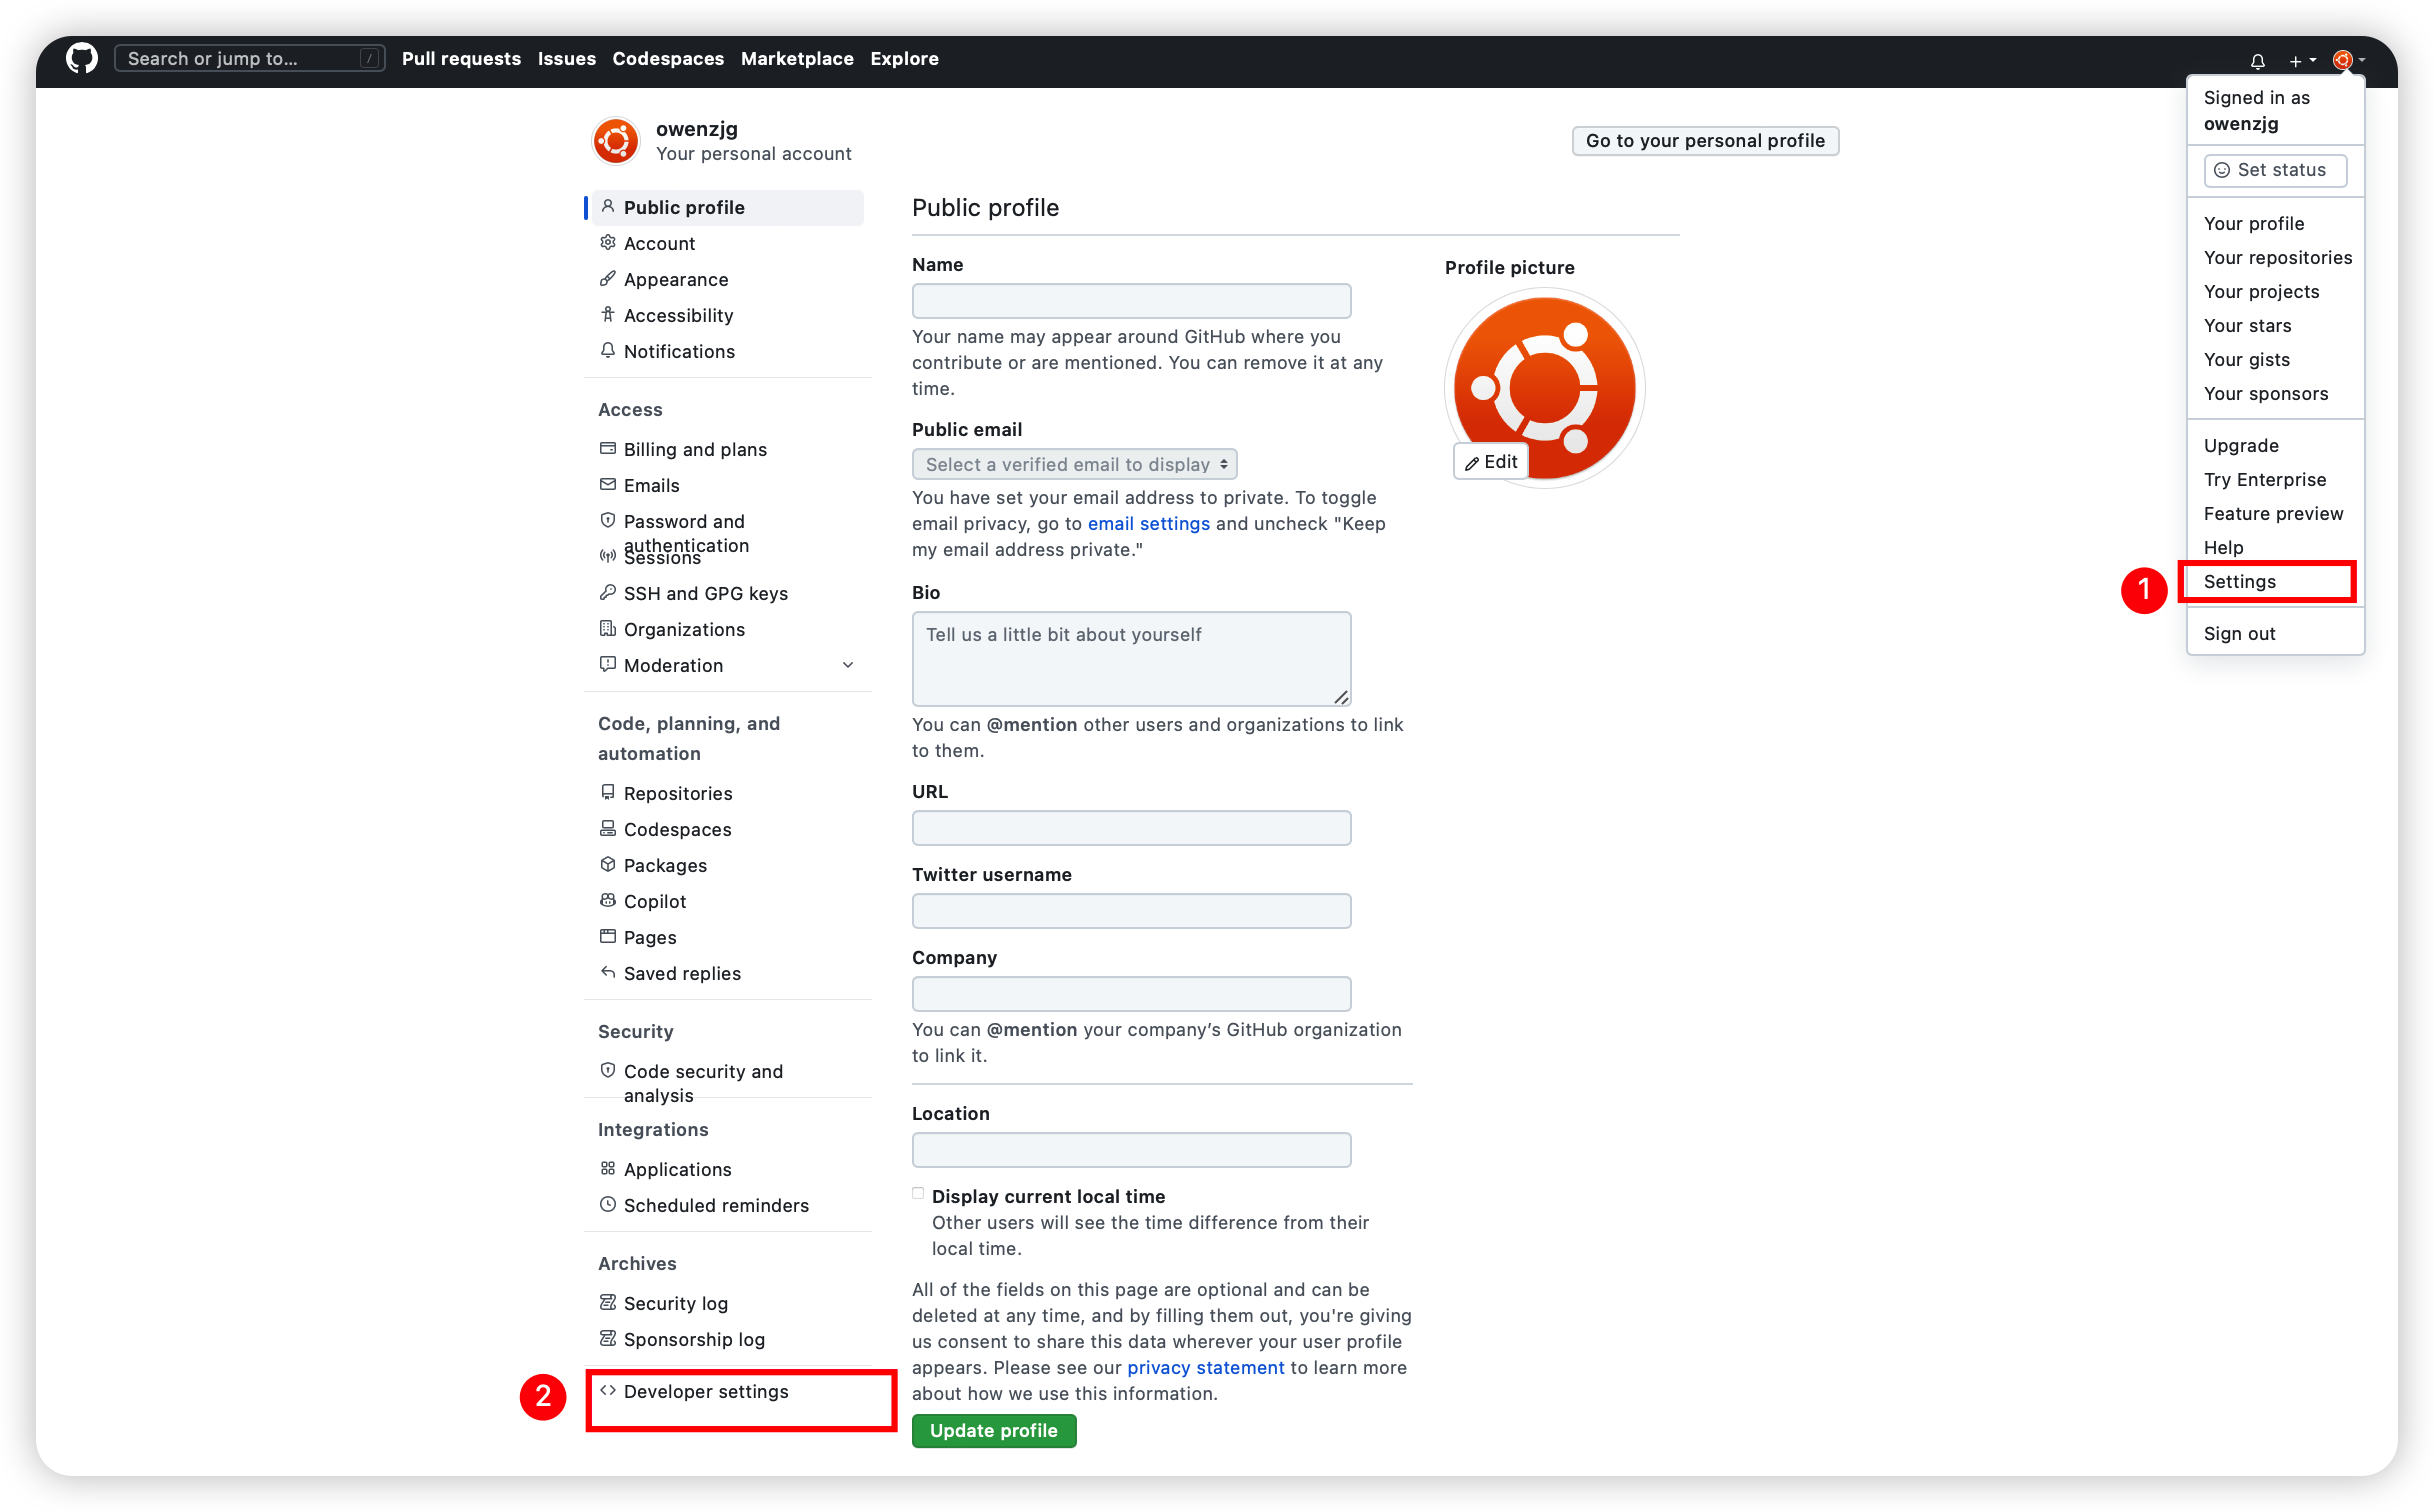 Search or jump to...
/
Pull requests
Issues
Codespaces
Marketplace
Explore
Signed in as
owenzjg
Set status
Your profile
Your repositories
Your projects
Your stars
Your gists
Your sponsors
Upgrade
Try Enterprise
Feature preview
Help
1
Settings
Sign out
owenzjg
Your personal account
Go to your personal profile
Public profile
Account
Appearance
Accessibility
Notifications
Access
Billing and plans
Emails
Password and
authentication
Sessions
SSH and GPG keys
Organizations
Moderation
Code, planning, and
automation
Repositories
Codespaces
Packages
Copilot
Pages
Saved replies
Security
Code security and
analysis
Integrations
Applications
Scheduled reminders
Archives
Security log
Sponsorship log
2
Developer settings
Public profile
Name
Your name may appear around GitHub where you
contribute or are mentioned. You can remove it at any
time.
Public email
Select a verified email to display
You have set your email address to private. To toggle
email privacy, go to email settings and uncheck "Keep
my email address private."
Bio
Tell us a little bit about yourself
You can @mention other users and organizations to link
to them.
URL
Twitter username
Company
You can @mention your company’s GitHub organization
to link it.
Location
Display current local time
Other users will see the time difference from their
local time.
All of the fields on this page are optional and can be
deleted at any time, and by filling them out, you're giving
us consent to share this data wherever your user profile
appears. Please see our privacy statement to learn more
about how we use this information.
Update profile
Profile picture
Edit